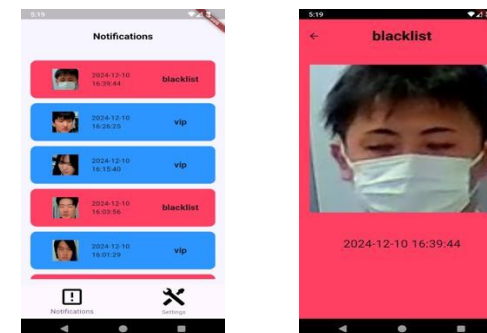 5:19
Notifications
2024-12-10
16:39:44
blacklist
2024-12-10
16:26:25
vip
2024-12-10
16:15:40
vip
2024-12-10
16:03:56
blacklist
2024-12-10
16:01:29
vip
Notifications
Settings
5:19
blacklist
2024-12-10 16:39:44